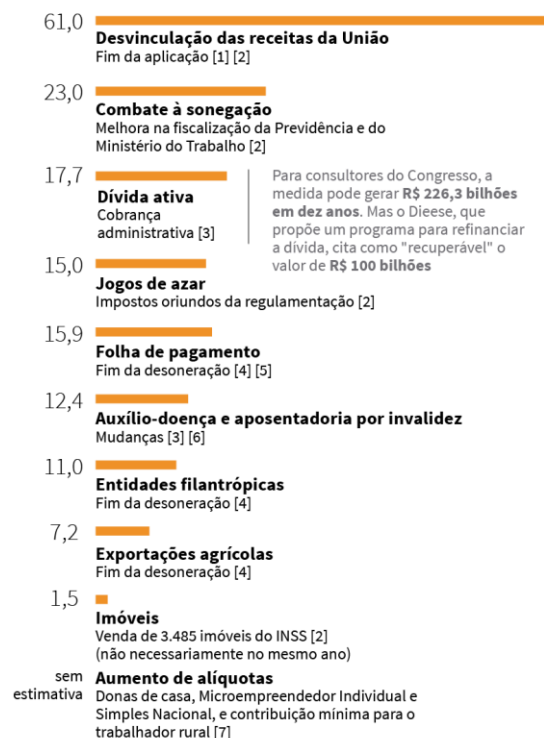 61,0
Desvinculação das receitas da União
Fim da aplicação [1] [2]
23,0
Combate à sonegação
Melhora na fiscalização da Previdência e do
Ministério do Trabalho [2]
17,7
Dívida ativa
Cobrança
administrativa [3]
Para consultores do Congresso, a
medida pode gerar R$ 226,3 bilhões
em dez anos. Mas o Dieese, que
propõe um programa para refinanciar
a dívida, cita como "recuperável" o
valor de R$ 100 bilhões
15,0
Jogos de azar
Impostos oriundos da regulamentação [2]
15,9
Folha de pagamento
Fim da desoneração [4] [5]
12,4
Auxílio-doença e aposentadoria por invalidez
Mudanças [3] [6]
11,0
Entidades filantrópicas
Fim da desoneração [4]
7,2
Exportações agrícolas
Fim da desoneração [4]
1,5
Imóveis
Venda de 3.485 imóveis do INSS [2]
(não necessariamente no mesmo ano)
sem
estimativa
Aumento de alíquotas
Donas de casa, Microempreendedor Individual e
Simples Nacional, e contribuição mínima para o
trabalhador rural [7]